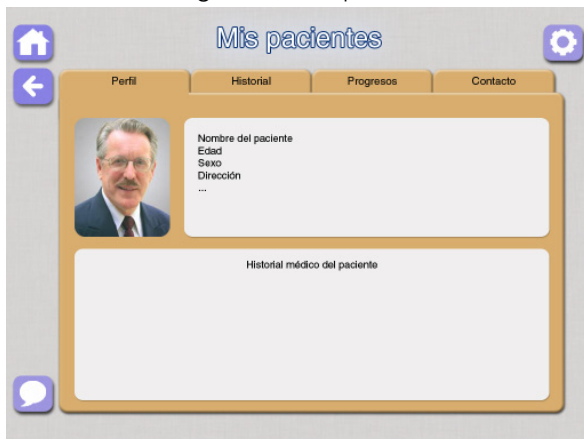 Mis pacientes
Perfil
Historial
Progresos
Contacto
Nombre del paciente
Edad
Sexo
Dirección
...
Historial médico del paciente